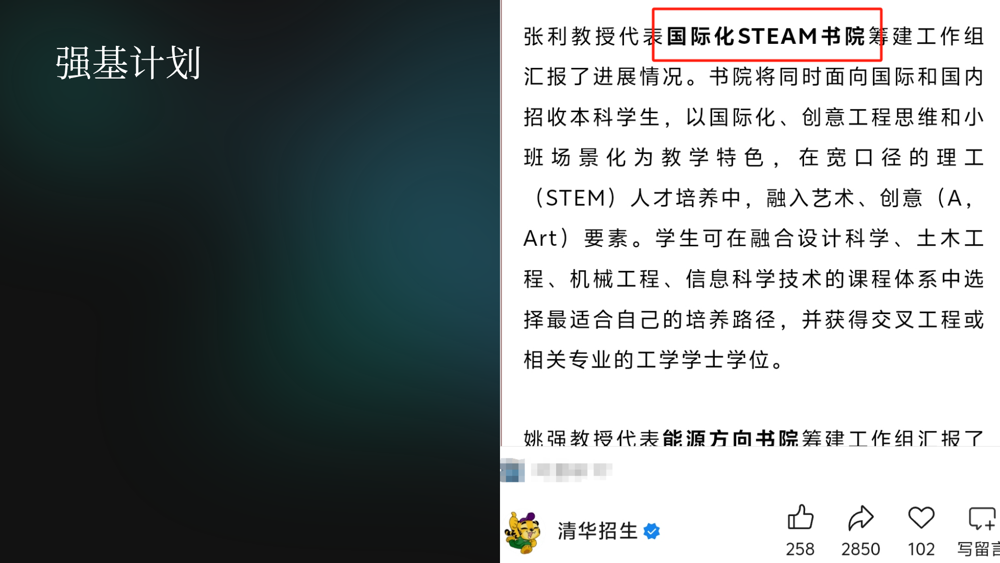 强基计划
张利教授代表国际化STEAM书院筹建工作组
汇报了进展情况。书院将同时面向国际和国内
招收本科学生，以国际化、创意工程思维和小
班场景化为教学特色，在宽口径的理工
（STEM）人才培养中，融入艺术、创意（A，
Art）要素。学生可在融合设计科学、土木工
程、机械工程、信息科学技术的课程体系中选
择最适合自己的培养路径，并获得交叉工程或
相关专业的工学学士学位。
姚强教授代表能源方向书院筹建工作组汇报了
清华招生
258
2850
102
写留言